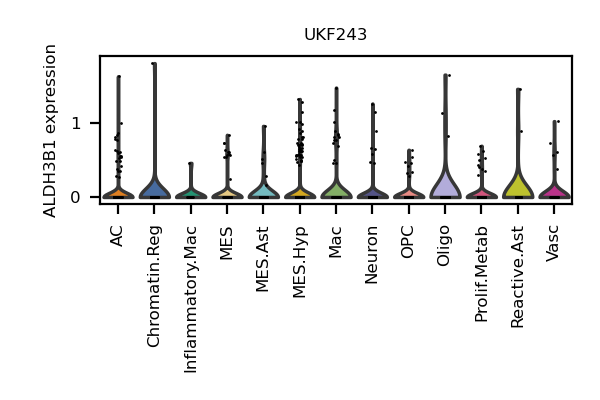 UKF243
ALDH3B1 expression
1
0
AC
Chromatin.Reg
Inflammatory.Mac
MES
MES.Ast
MES.Hyp
Mac
Neuron
OPC
Oligo
Prolif.Metab
Reactive.Ast
Vasc